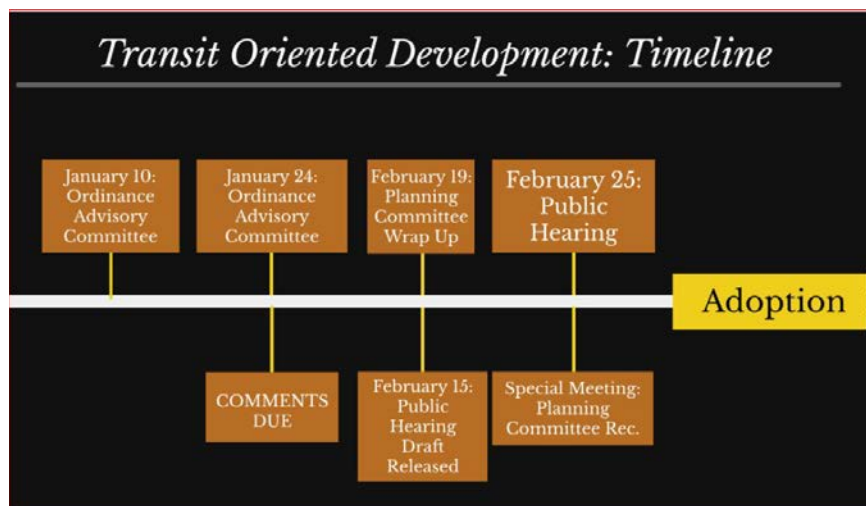 Transit Oriented Development: Timeline
January 10:
Ordinance
Advisory
Committee
January 24:
Ordinance
Advisory
Committee
February 19:
Planning
Committee
Wrap Up
February 25:
Public
Hearing
Adoption
COMMENTS
DUE
February 15:
Public
Hearing
Draft
Released
Special Meeting:
Planning
Committee Rec.